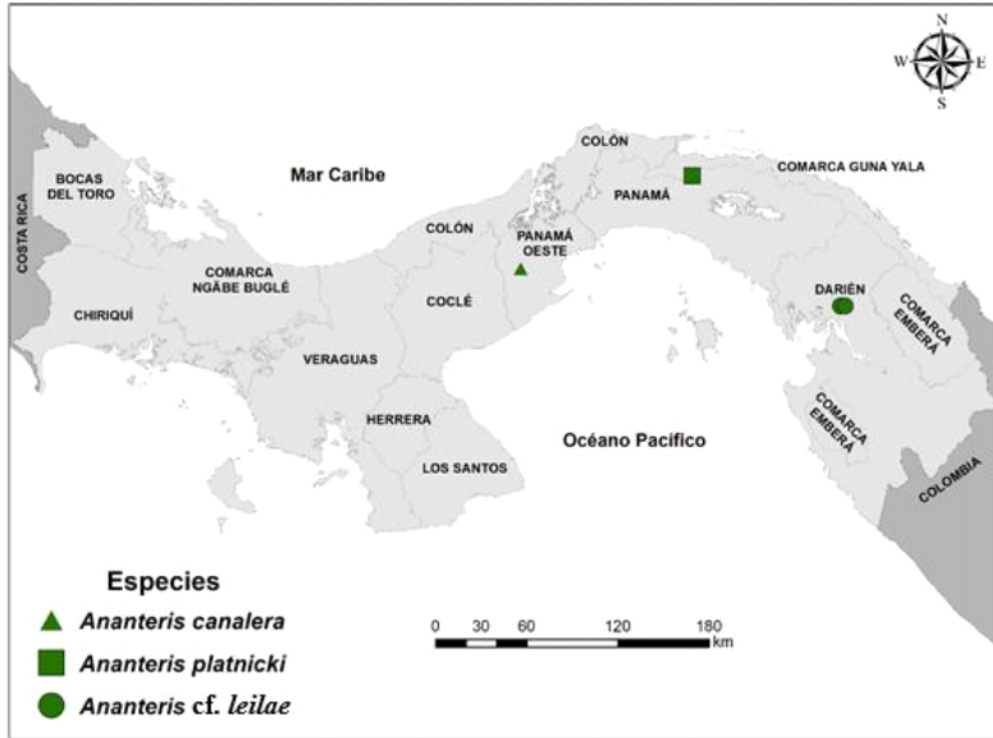 N
W E
S
COLÓN
Mar Caribe
COMARCA GUNA YALA
BOCAS
DEL TORO
PANAMÁ
COSTA RICA
COLÓN
PANAMÁ
OESTE
COMARCA
NGÄBE BUGLÉ
COCLÉ
DARIÉN
CHIRIQUÍ
COMARCA
EMBERÁ
VERAGUAS
HERRERA
COMARCA
EMBERÁ
Océano Pacífico
LOS SANTOS
COLOMBIA
Especies
Ananteris canalera
Ananteris platnicki
Ananteris cf. leilae
0 30 60 120 180
km